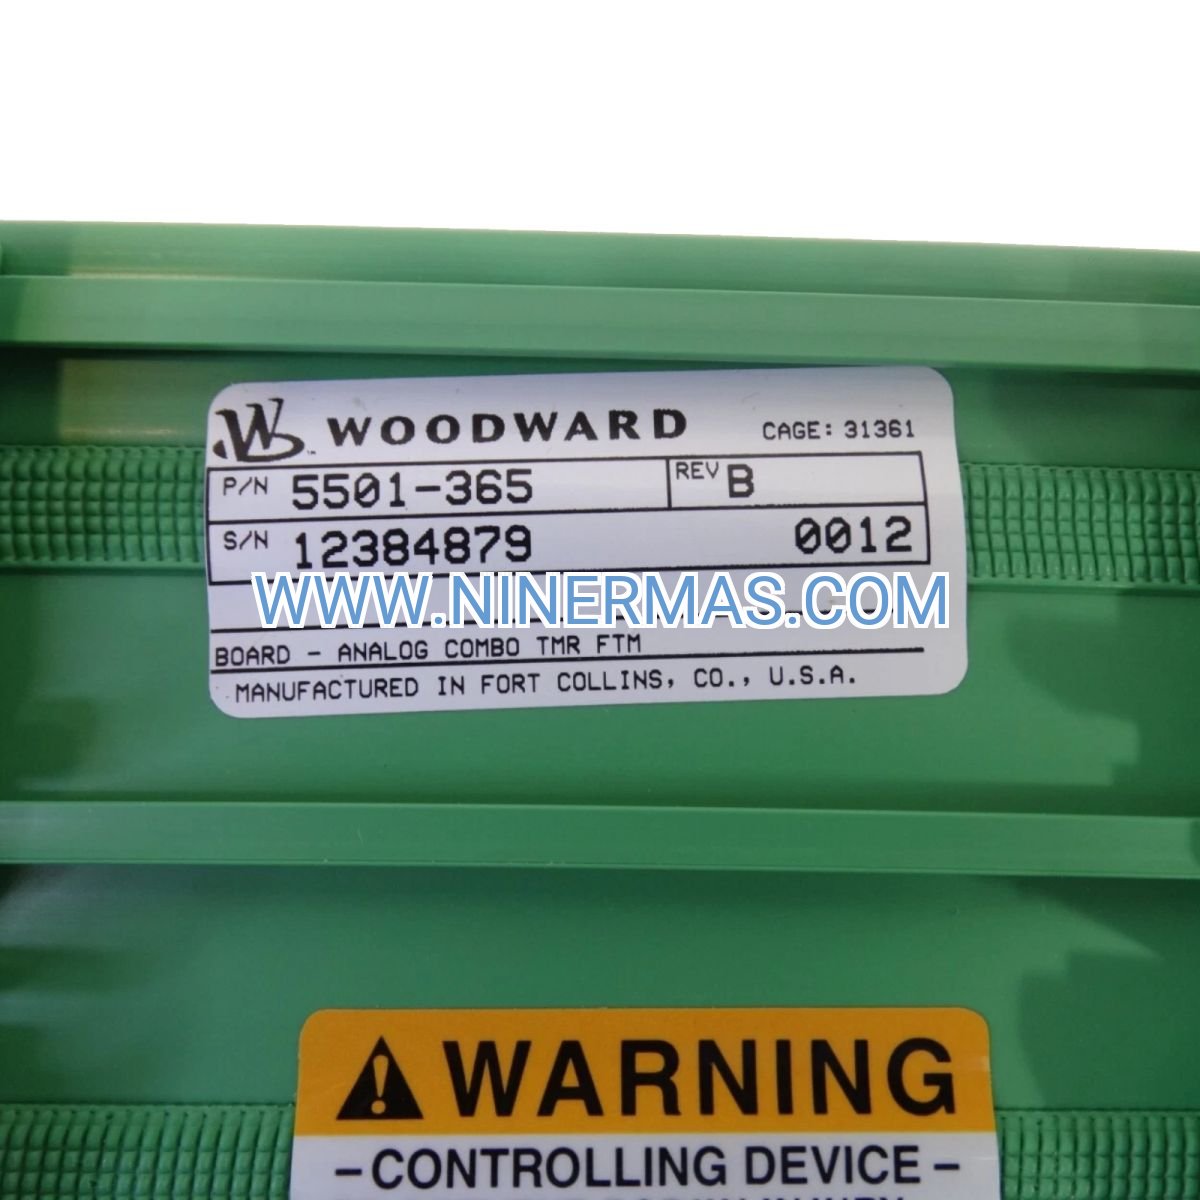 WOODWARD CAGE: 31361
P/N 5501-365 REV B
S/N 12384879 0012
WWW.NINERMAS.COM
BOARD - ANALOG COMBO TMR FTM
MANUFACTURED IN FORT COLLINS, CO., U.S.A.
WARNING
-CONTROLLING DEVICE-